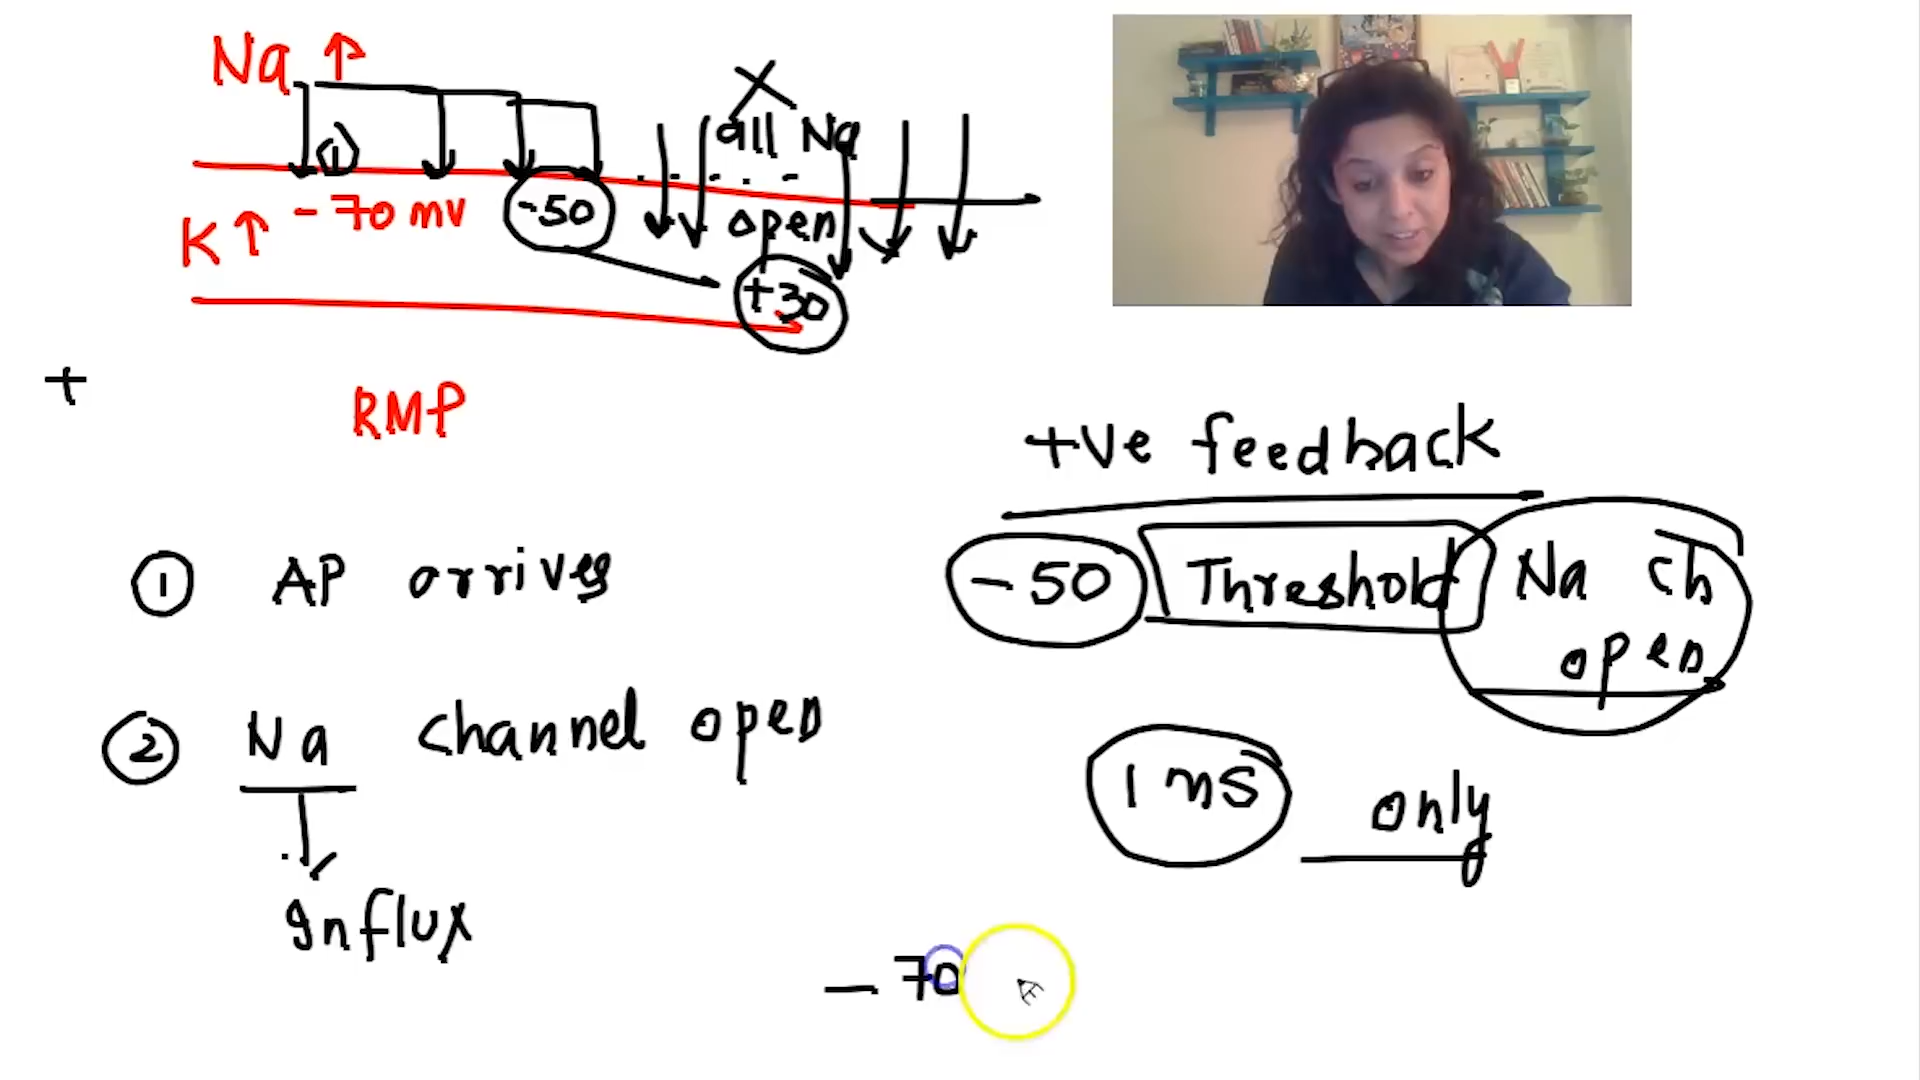 Na ↑
X
① all Na
K ↑ - 70 mv -50 open
+30
+
RMP
+ve feedback
① AP arrives
- 50 Threshold Na ch open
② Na channel open
1 ms only
Influx
- 70